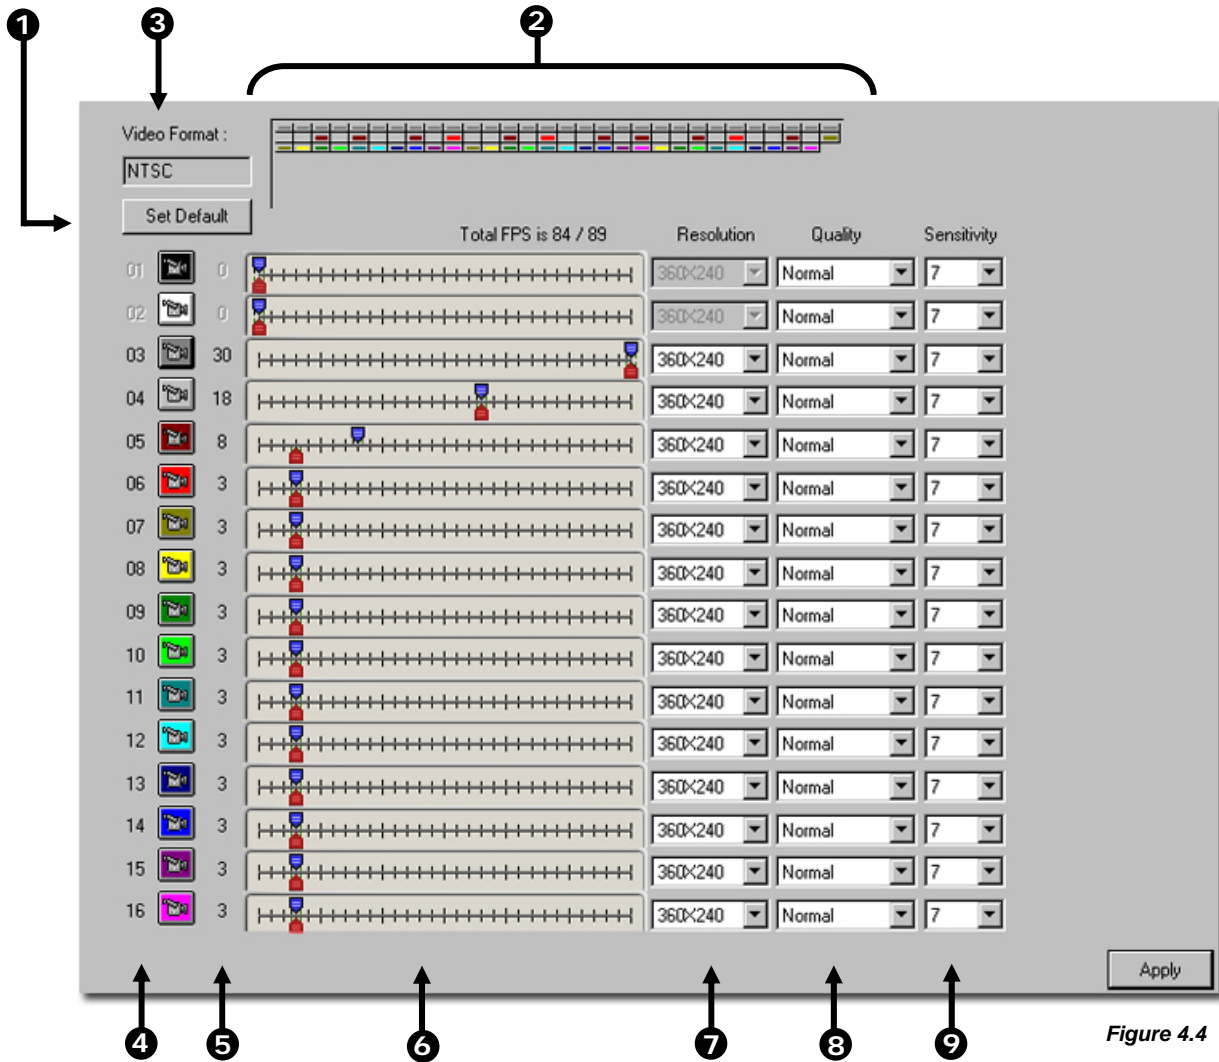 1
3
2
Video Format :
NTSC
Set Default
Total FPS is 84 / 89 Resolution Quality Sensitivity
01 0 360X240 Normal 7
02 0 360X240 Normal 7
03 30 360X240 Normal 7
04 18 360X240 Normal 7
05 8 360X240 Normal 7
06 3 360X240 Normal 7
07 3 360X240 Normal 7
08 3 360X240 Normal 7
09 3 360X240 Normal 7
10 3 360X240 Normal 7
11 3 360X240 Normal 7
12 3 360X240 Normal 7
13 3 360X240 Normal 7
14 3 360X240 Normal 7
15 3 360X240 Normal 7
16 3 360X240 Normal 7
Apply
4 5 6 7 8 9
Figure 4.4